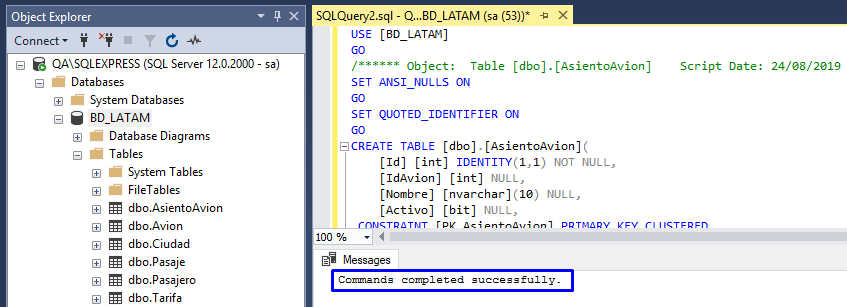 Object Explorer
Connect
QA\SQLEXPRESS (SQL Server 12.0.2000 - sa)
Databases
System Databases
BD_LATAM
Database Diagrams
Tables
System Tables
FileTables
dbo.AsientoAvion
dbo.Avion
dbo.Ciudad
dbo.Pasaje
dbo.Pasajero
dbo.Tarifa
SQLQuery2.sql - Q...BD_LATAM (sa (53))*
USE [BD_LATAM]
GO
/****** Object:  Table [dbo].[AsientoAvion]    Script Date: 24/08/2019
SET ANSI_NULLS ON
GO
SET QUOTED_IDENTIFIER ON
GO
CREATE TABLE [dbo].[AsientoAvion](
[Id] [int] IDENTITY(1,1) NOT NULL,
[IdAvion] [int] NULL,
[Nombre] [nvarchar](10) NULL,
[Activo] [bit] NULL,
CONSTRAINT [PK_AsientoAvion] PRIMARY KEY CLUSTERED
100 %
Messages
Commands completed successfully.